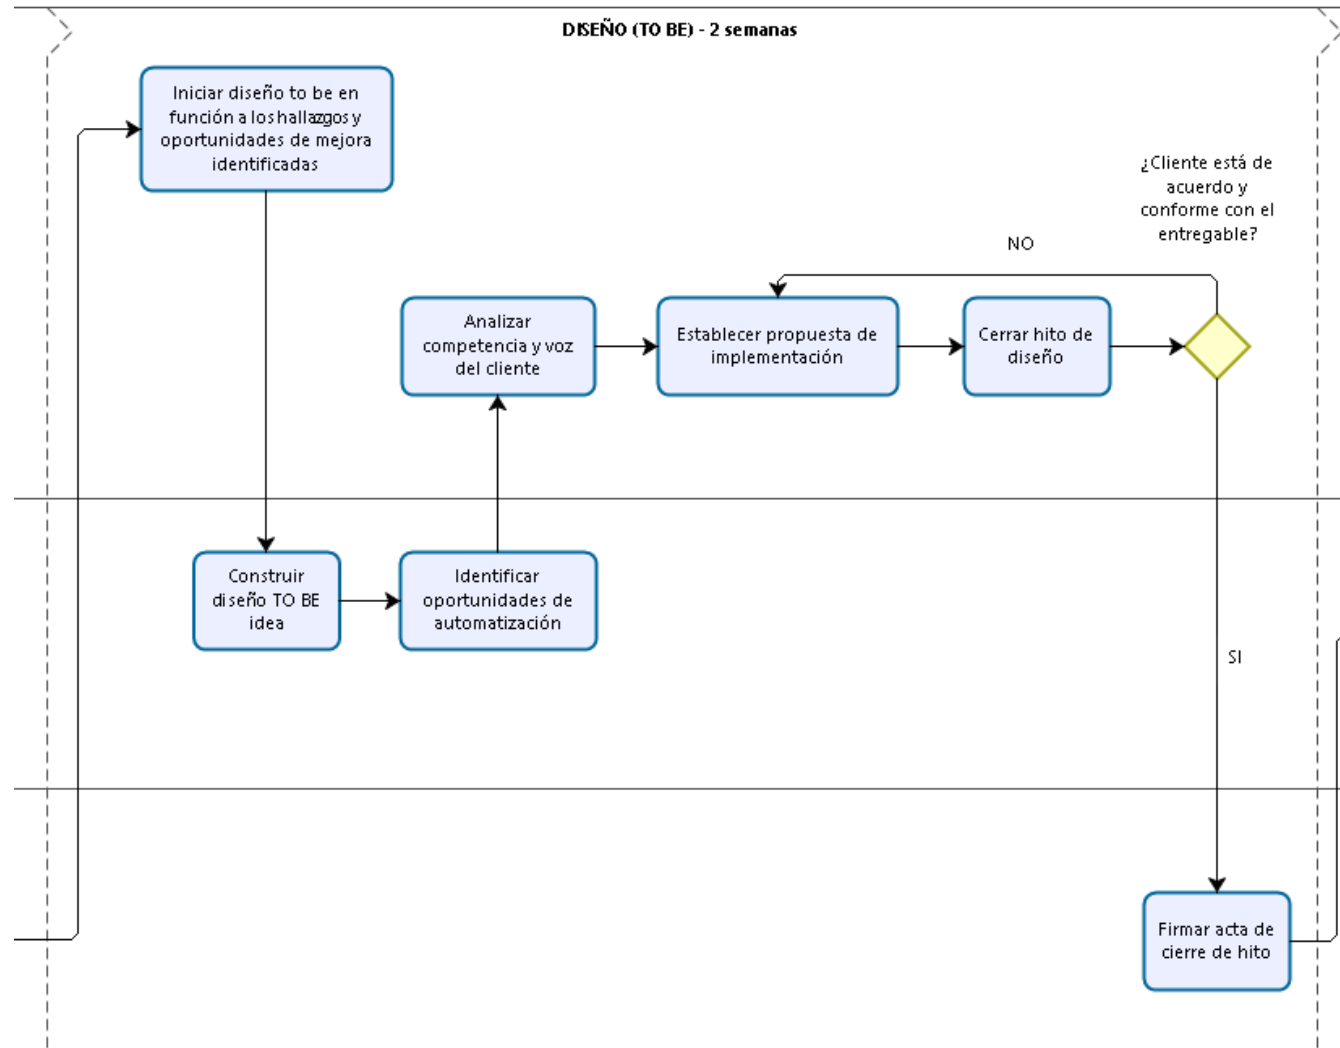 DISEÑO (TO BE) - 2 semanas
Iniciar diseño to be en
función a los hallazgos y
oportunidades de mejora
identificadas
¿Cliente está de
acuerdo y
conforme con el
entregable?
NO
Analizar
competencia y voz
del cliente
Establecer propuesta de
implementación
Cerrar hito de
diseño
Construir
diseño TO BE
idea
Identificar
oportunidades de
automatización
SI
Firmar acta de
cierre de hito